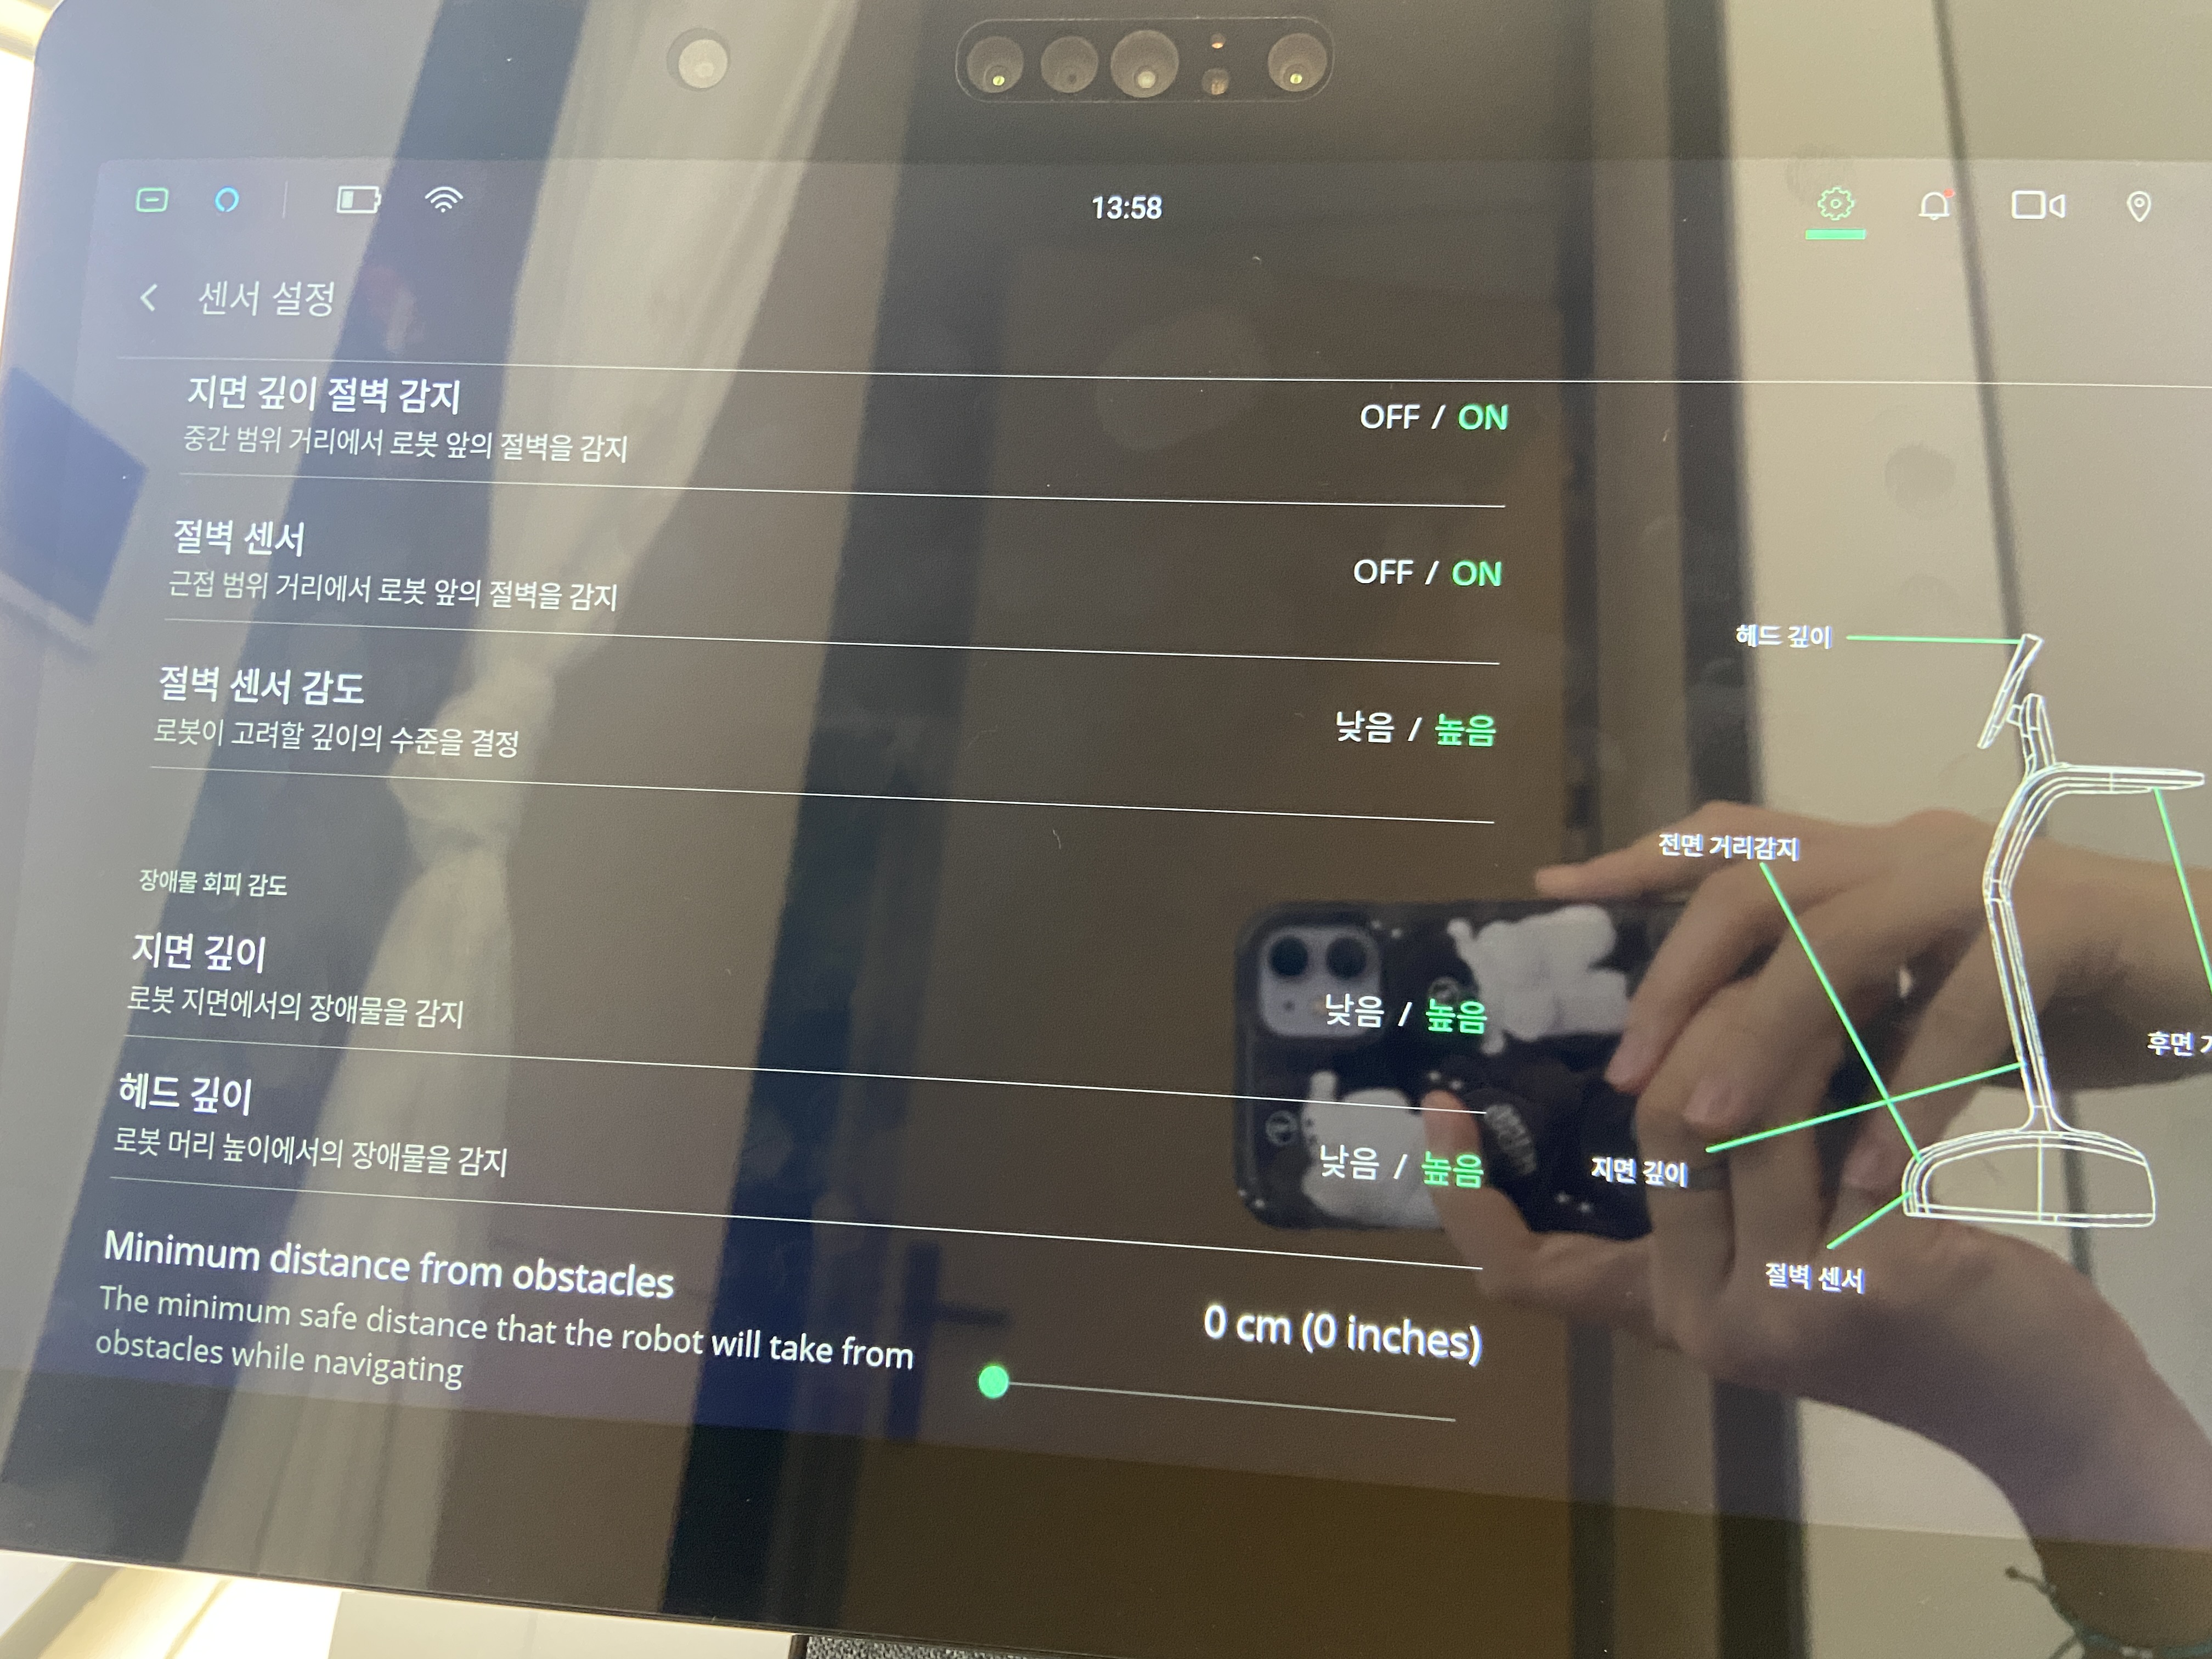 13:58
센서 설정
지면 깊이 절벽 감지
중간 범위 거리에서 로봇 앞의 절벽을 감지
OFF / ON
절벽 센서
근접 범위 거리에서 로봇 앞의 절벽을 감지
OFF / ON
절벽 센서 감도
로봇이 고려할 깊이의 수준을 결정
낮음 / 높음
장애물 회피 감도
지면 깊이
로봇 지면에서의 장애물을 감지
낮음 / 높음
헤드 깊이
로봇 머리 높이에서의 장애물을 감지
낮음 / 높음
Minimum distance from obstacles
The minimum safe distance that the robot will take from
obstacles while navigating
0 cm (0 inches)
헤드 깊이
전면 거리감지
후면
지면 깊이
절벽 센서